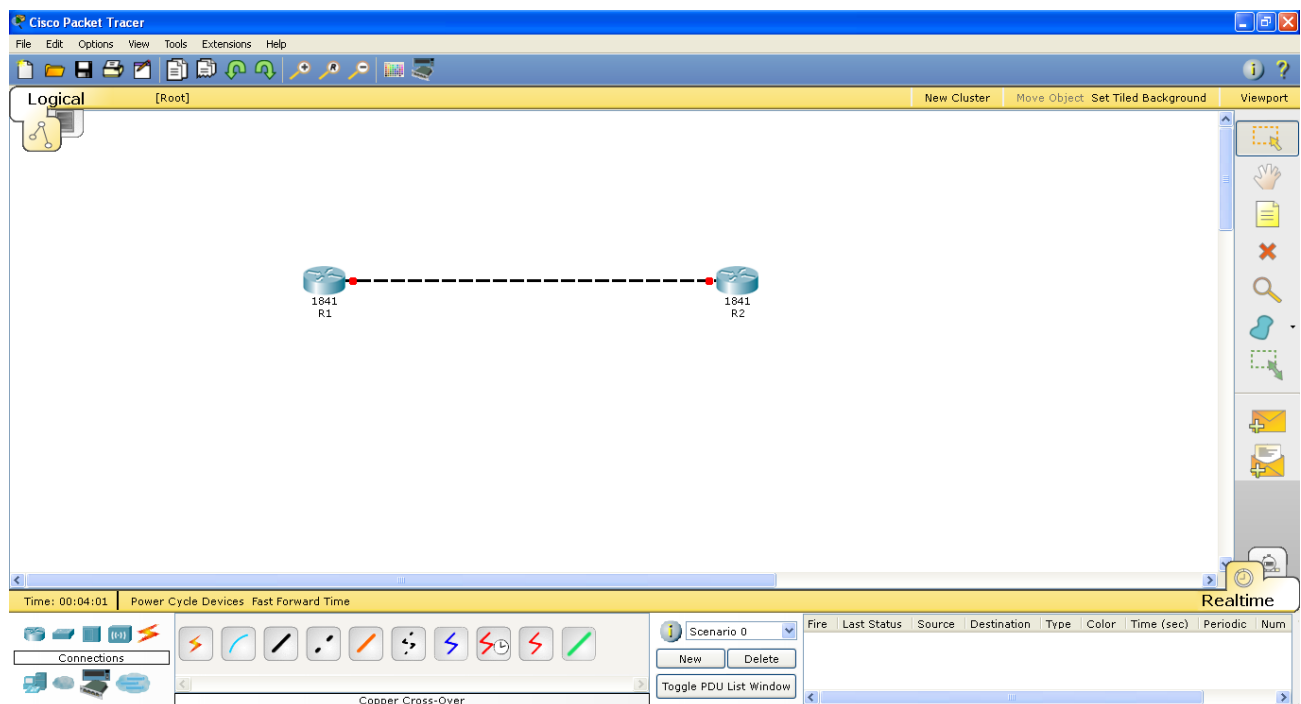 Cisco Packet Tracer
File Edit Options View Tools Extensions Help
Logical [Root] New Cluster Move Object Set Tiled Background Viewport
1841
R1
1841
R2
Time: 00:04:01 Power Cycle Devices Fast Forward Time Realtime
Connections
Copper Cross-Over
Scenario 0
New Delete
Toggle PDU List Window
Fire Last Status Source Destination Type Color Time (sec) Periodic Num